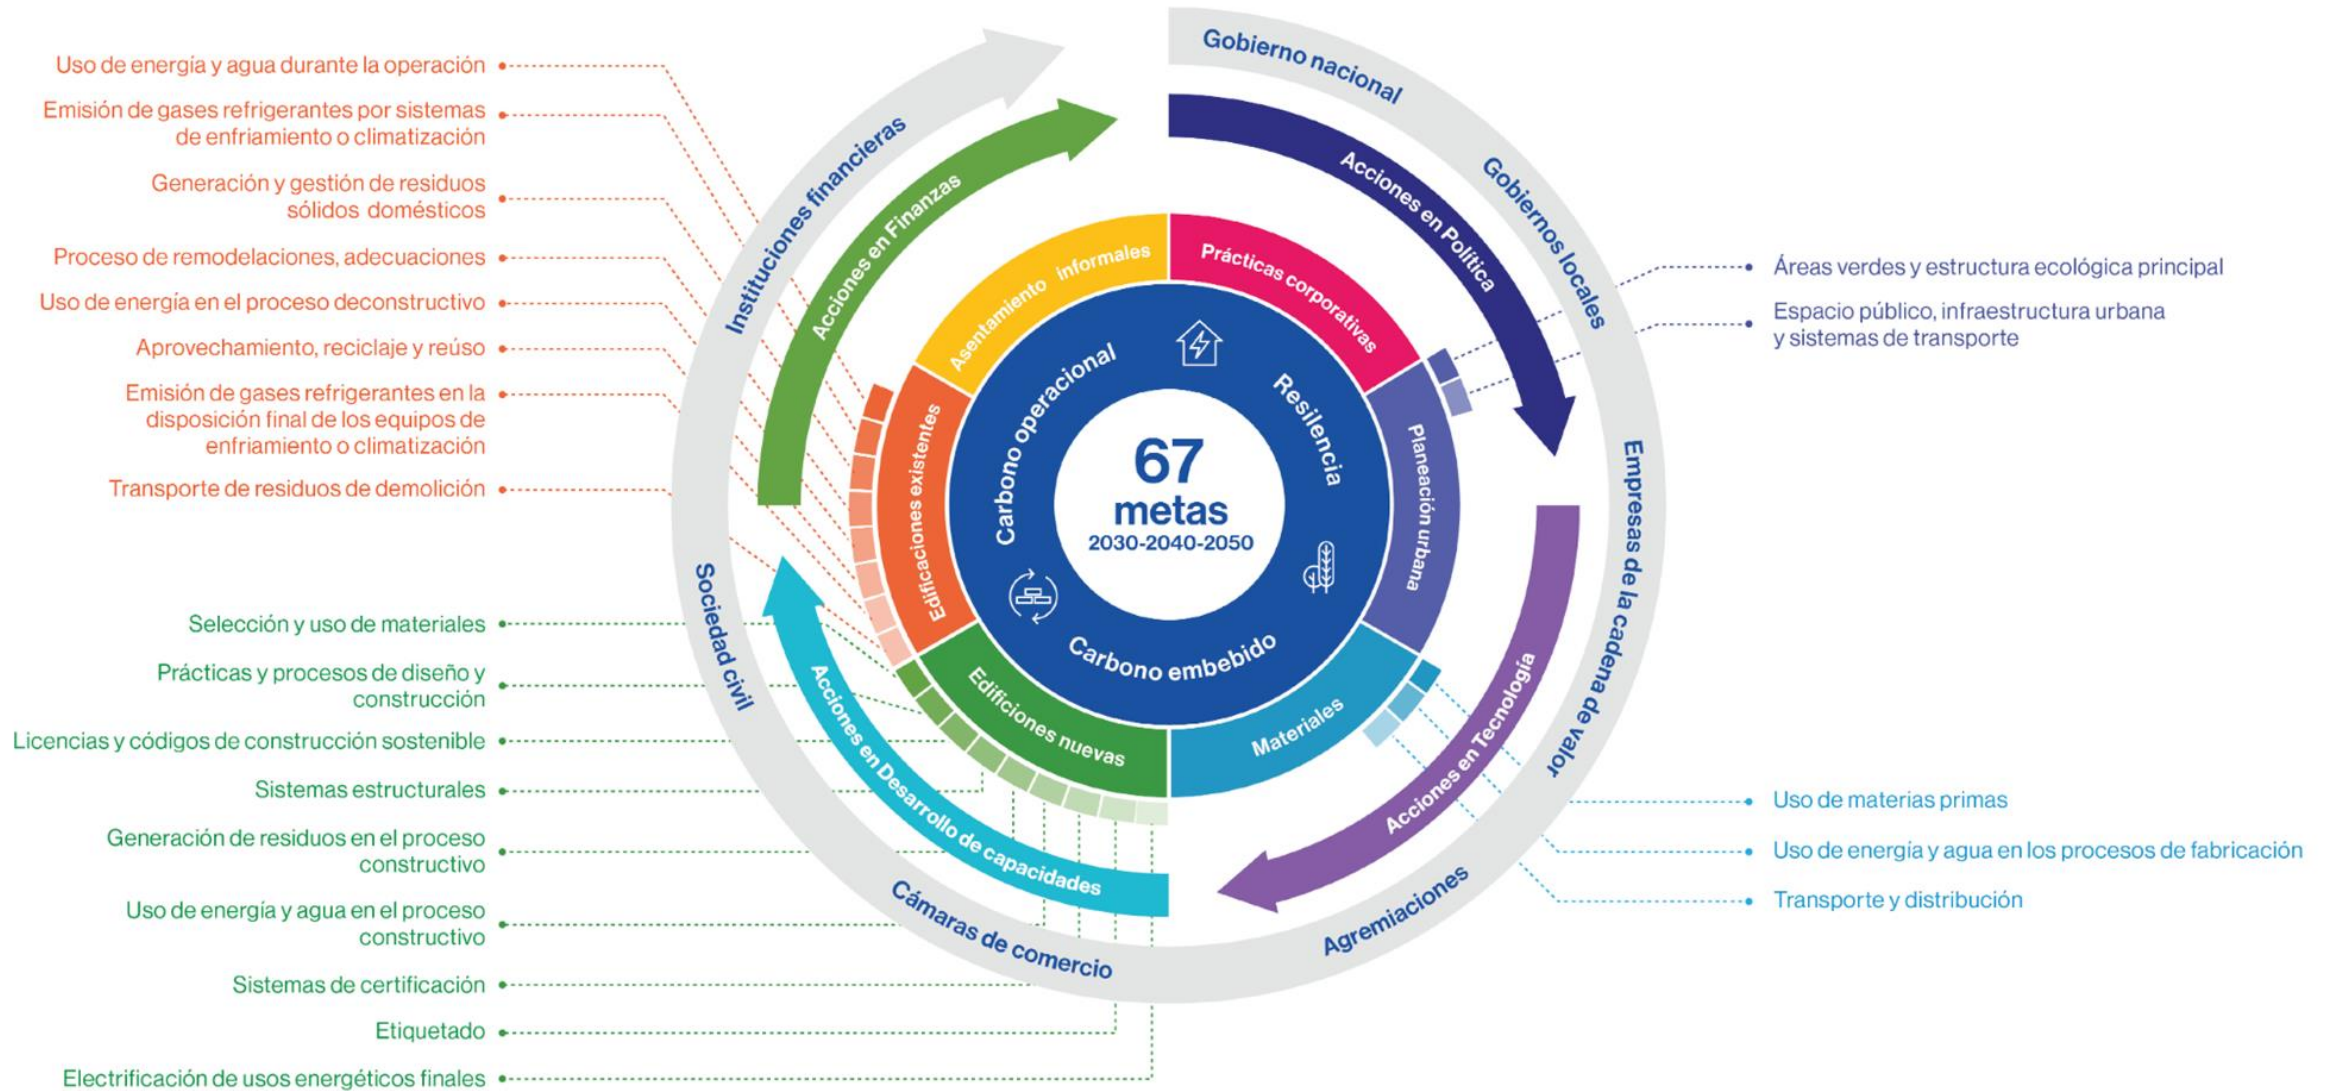 Uso de energía y agua durante la operación
Emisión de gases refrigerantes por sistemas
de enfriamiento o climatización
Generación y gestión de residuos
sólidos domésticos
Proceso de remodelaciones, adecuaciones
Uso de energía en el proceso deconstructivo
Aprovechamiento, reciclaje y reúso
Emisión de gases refrigerantes en la
disposición final de los equipos de
enfriamiento o climatización
Transporte de residuos de demolición
Selección y uso de materiales
Prácticas y procesos de diseño y
construcción
Licencias y códigos de construcción sostenible
Sistemas estructurales
Generación de residuos en el proceso
constructivo
Uso de energía y agua en el proceso
constructivo
Sistemas de certificación
Etiquetado
Electrificación de usos energéticos finales
Gobierno nacional
Gobiernos locales
Empresas de la cadena de valor
Agremiaciones
Cámaras de comercio
Sociedad civil
Instituciones financieras
Acciones en Política
Acciones en Tecnología
Acciones en Desarrollo de capacidades
Acciones en Finanzas
Prácticas corporativas
Planeación urbana
Materiales
Edificiones nuevas
Edificaciones existentes
Asentamiento informales
Carbono operacional
Resilencia
Carbono embebido
67
metas
2030-2040-2050
Áreas verdes y estructura ecológica principal
Espacio público, infraestructura urbana
y sistemas de transporte
Uso de materias primas
Uso de energía y agua en los procesos de fabricación
Transporte y distribución